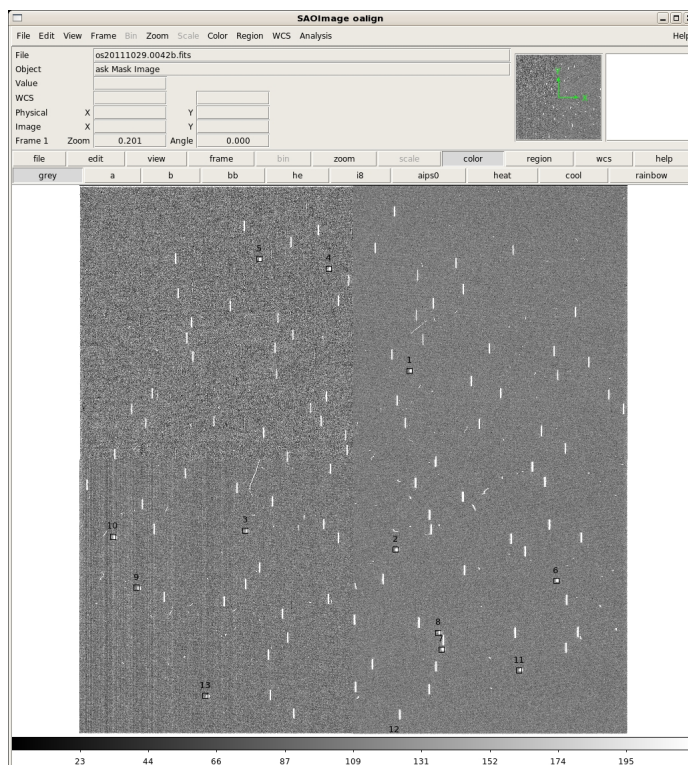 SAOImage oalign
File Edit View Frame Bin Zoom Scale Color Region WCS Analysis Help
File os20111029.0042b.fits
Object ask Mask Image
Value
WCS
Physical X Y
Image X Y
Frame 1 Zoom 0.201 Angle 0.000
file edit view frame bin zoom scale color region wcs help
grey a b bb he i8 aips0 heat cool rainbow
5
4
1
10
3
2
9
6
8
7
11
13
12
23 44 66 87 109 131 152 174 195